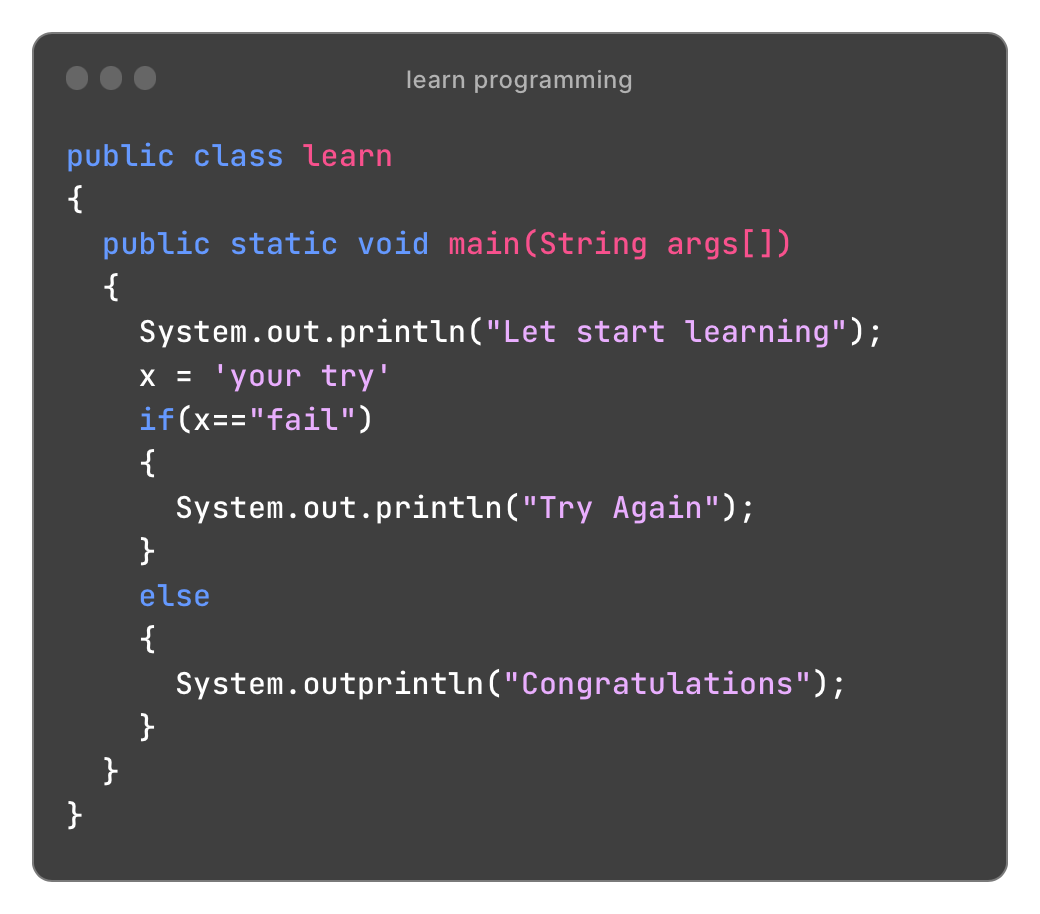 learn programming
public class learn
{
  public static void main(String args[])
  {
    System.out.println("Let start learning");
    x = 'your try'
    if(x=="fail")
    {
      System.out.println("Try Again");
    }
    else
    {
      System.outprintln("Congratulations");
    }
  }
}